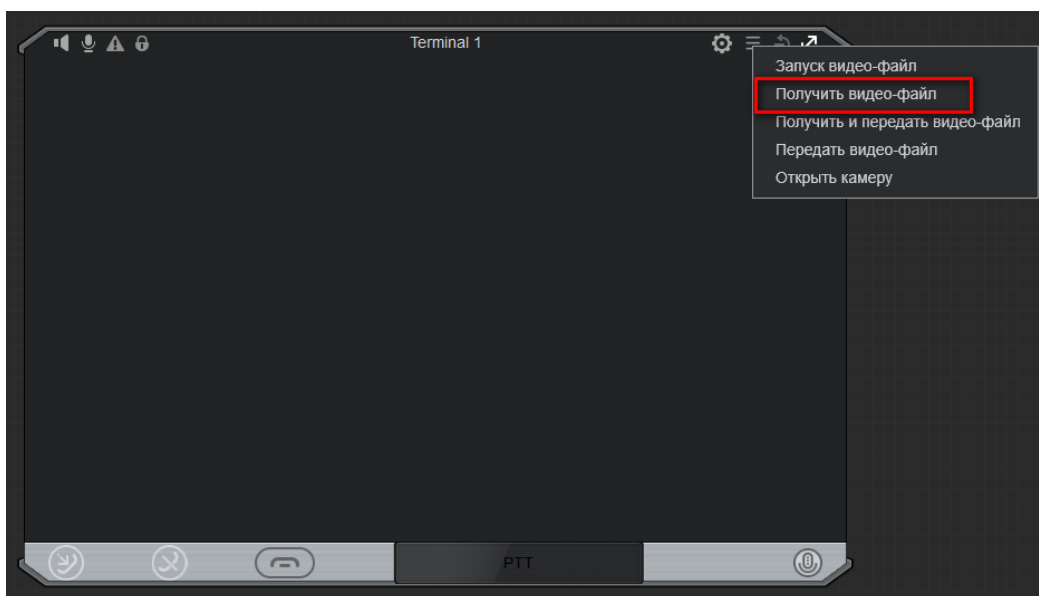 Terminal 1
Запуск видео-файл
Получить видео-файл
Получить и передать видео-файл
Передать видео-файл
Открыть камеру
PTT